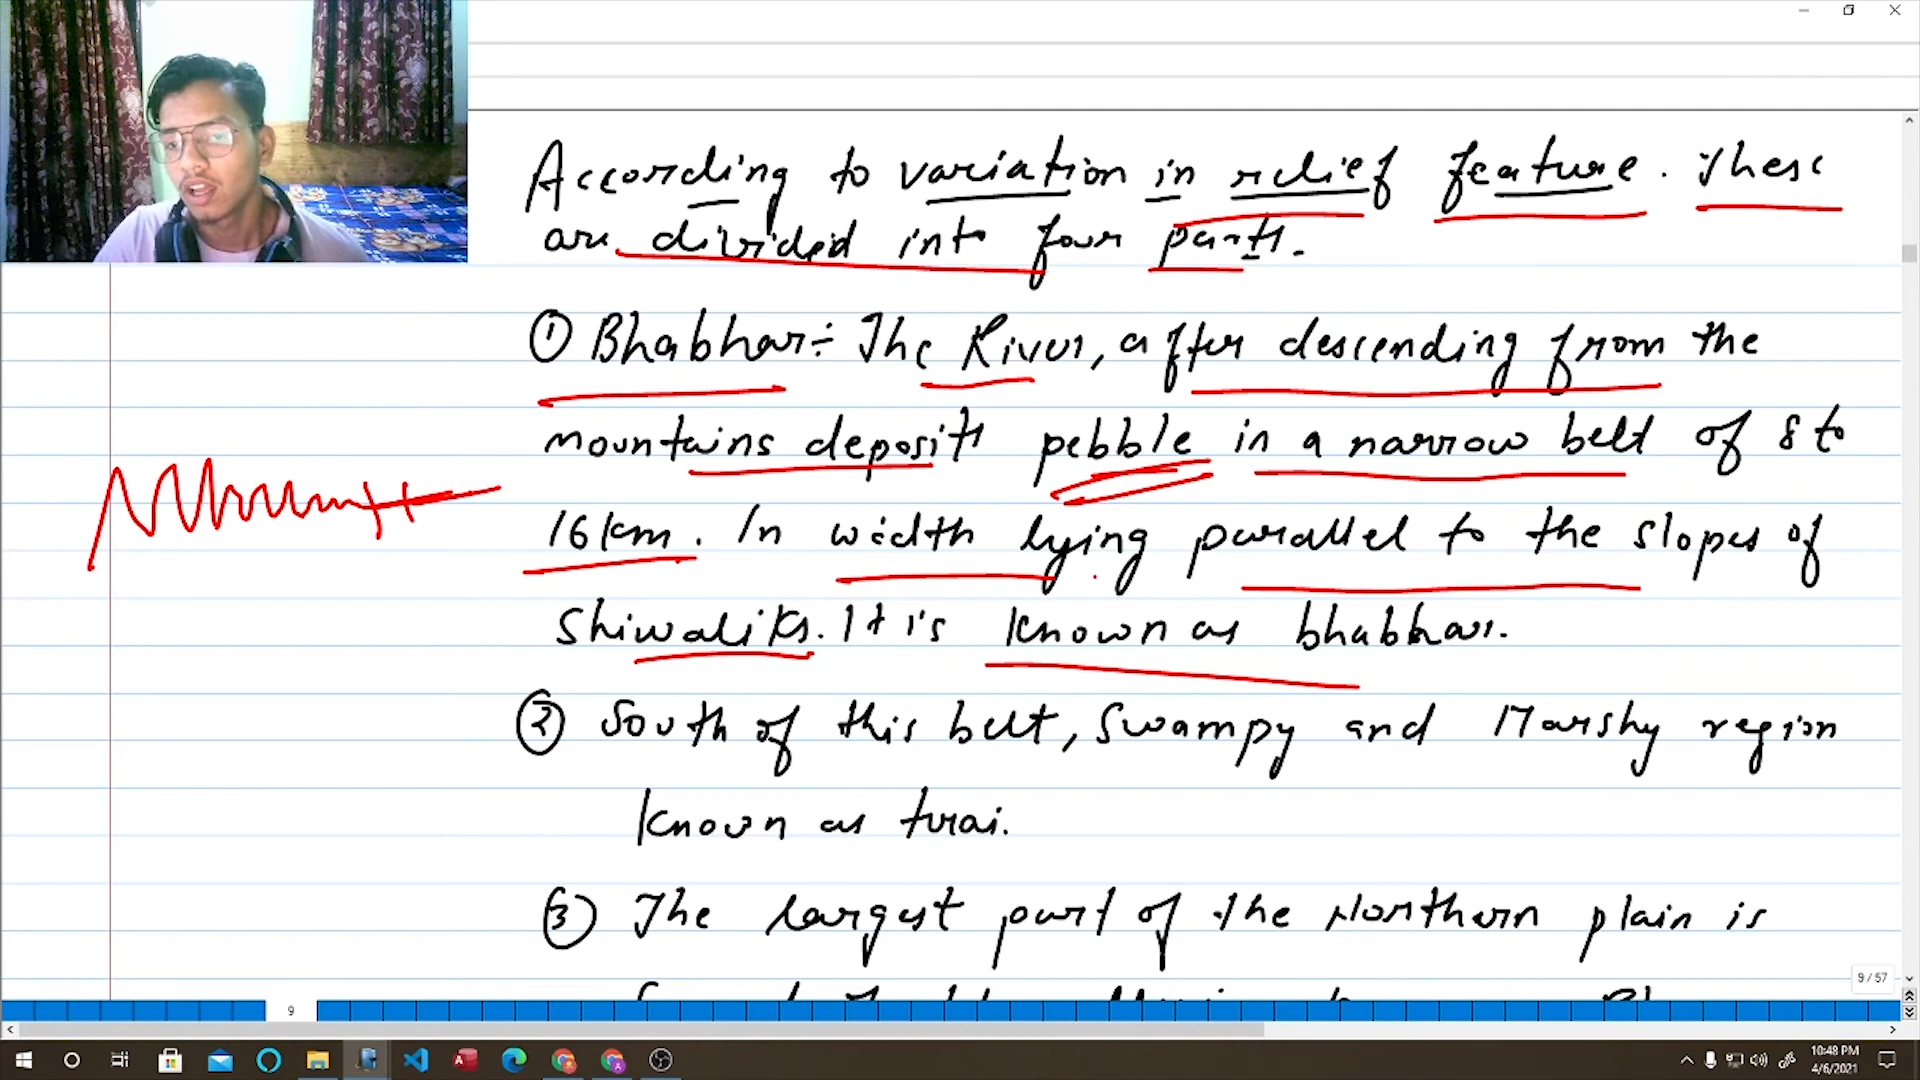 According to variation in relief feature. These
are divided into four parts.
① Bhabhar÷ The River, after descending from the
mountains deposits pebble in a narrow belt of 8 to
16km. In width lying parallel to the slopes of
Shiwaliks. It is known as bhabhar.
② South of this belt, Swampy and Marshy region
known as turai.
③ The largest part of the Northern plain is
9 / 57
9
10:48 PM
4/6/2021